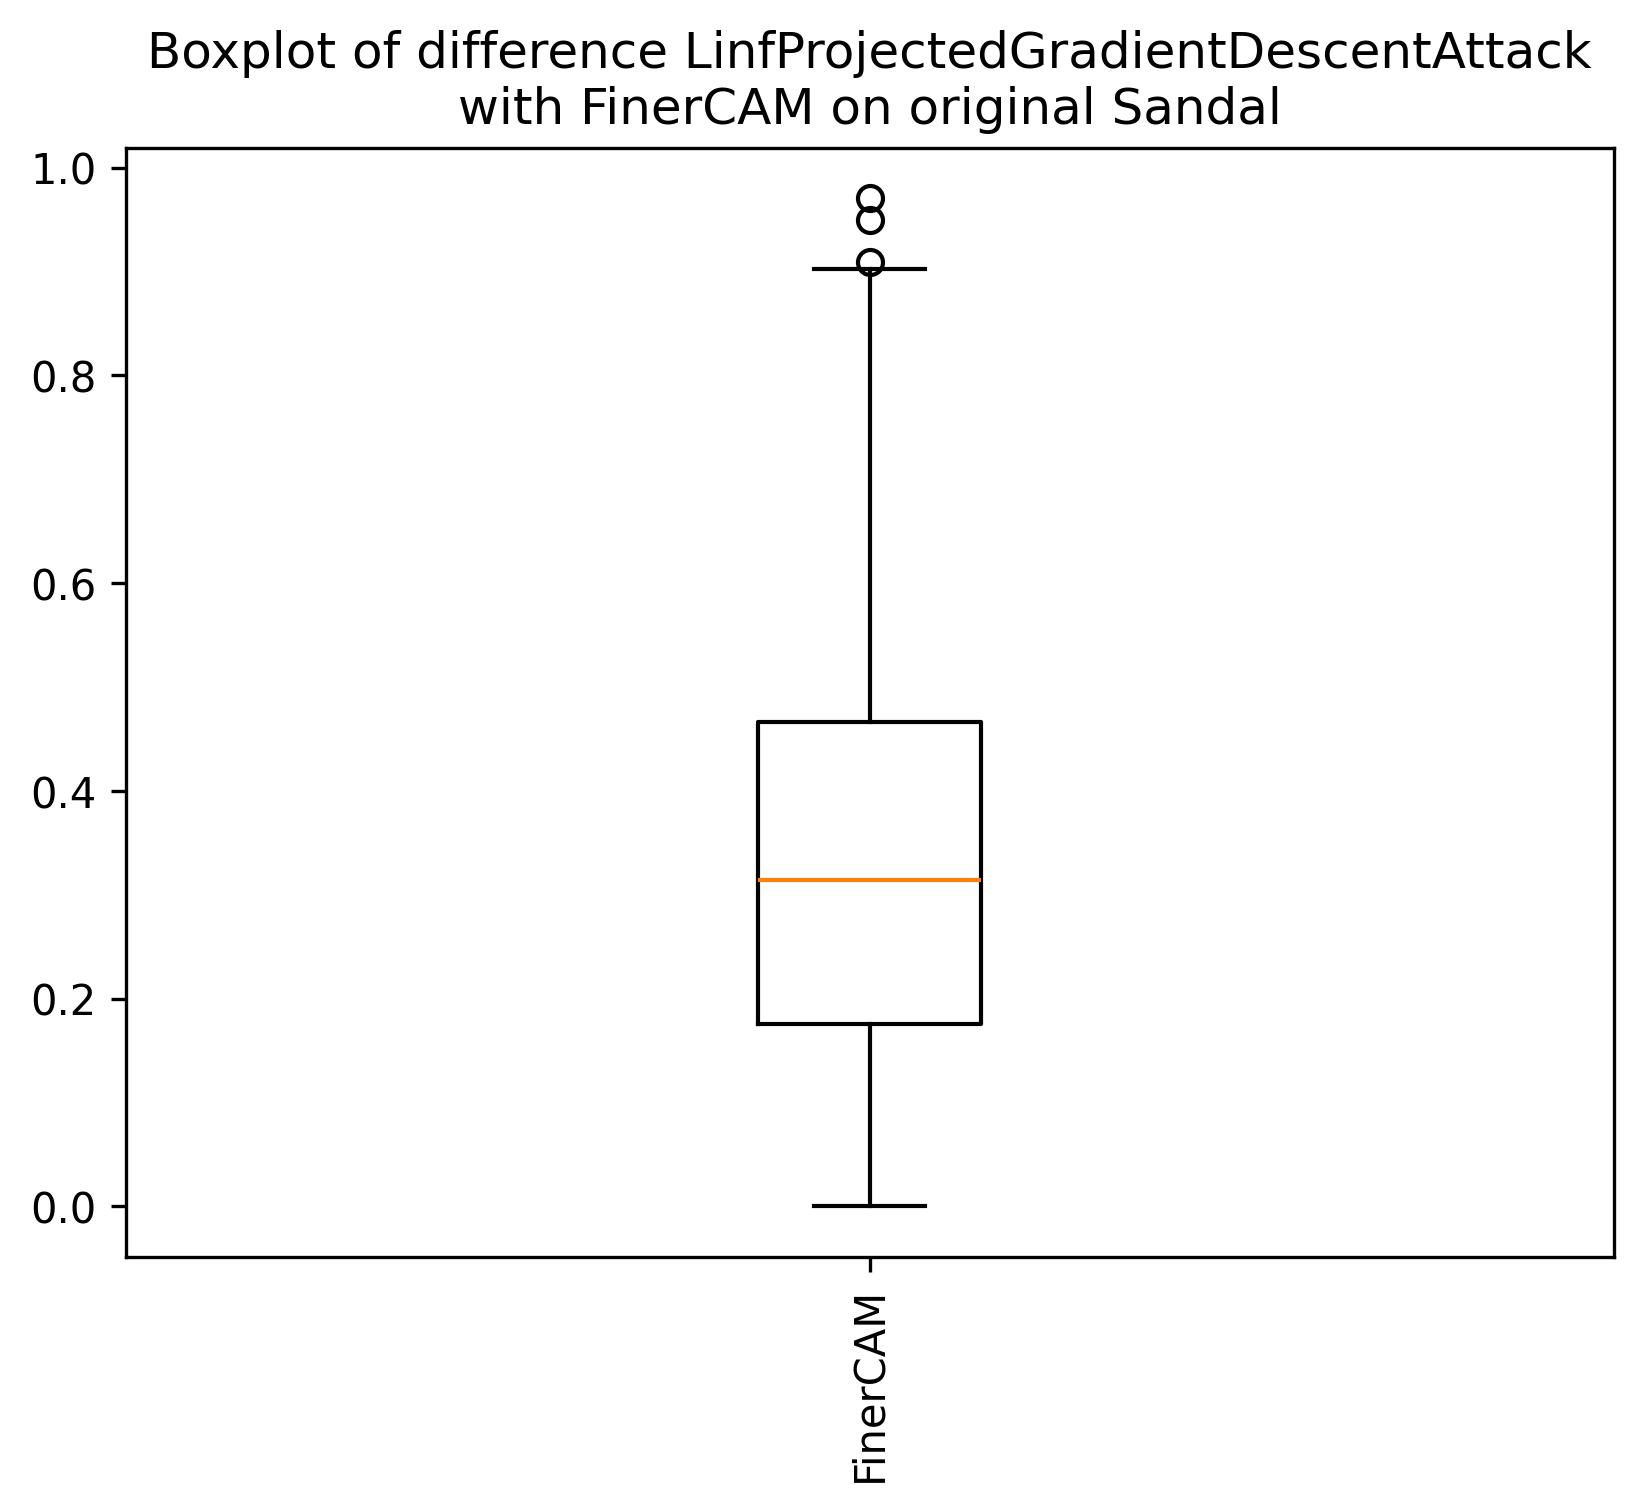 Boxplot of difference LinfProjectedGradientDescentAttack
with FinerCAM on original Sandal
1.0
0.8
0.6
0.4
0.2
0.0
FinerCAM